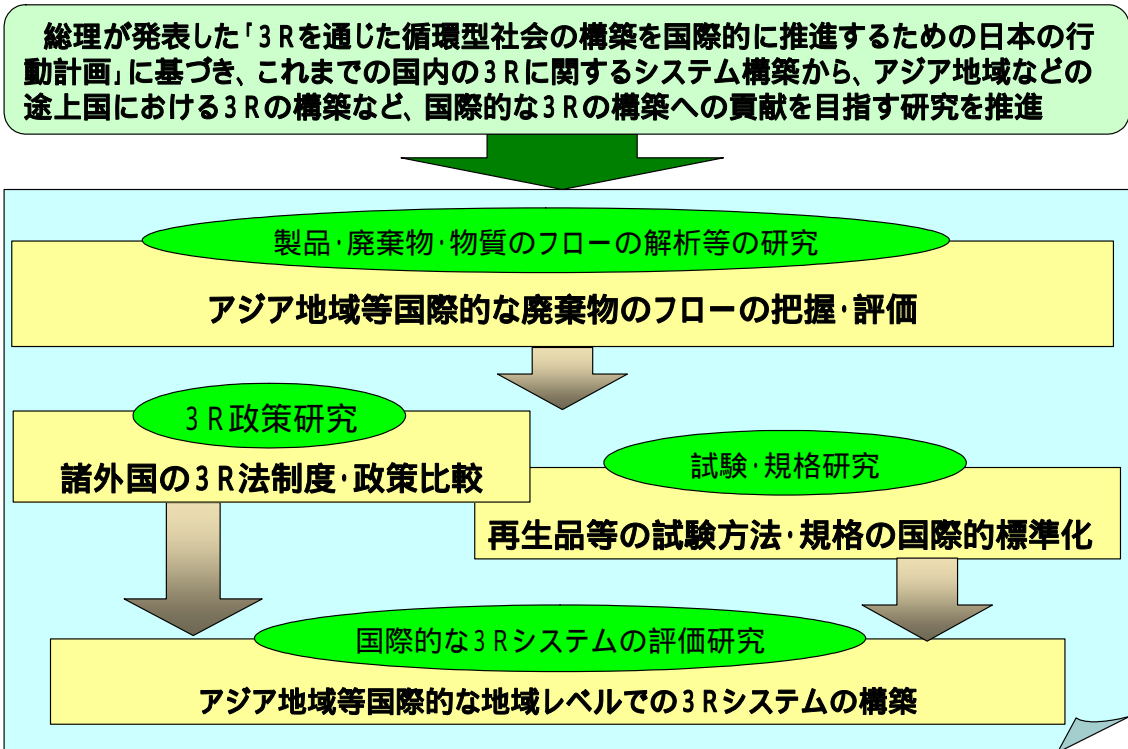 総理が発表した「3Rを通じた循環型社会の構築を国際的に推進するための日本の行
動計画」に基づき、これまでの国内の3Rに関するシステム構築から、アジア地域などの
途上国における3Rの構築など、国際的な3Rの構築への貢献を目指す研究を推進
製品・廃棄物・物質のフローの解析等の研究
アジア地域等国際的な廃棄物のフローの把握・評価
3R政策研究
諸外国の3R法制度・政策比較
試験・規格研究
再生品等の試験方法・規格の国際的標準化
国際的な3Rシステムの評価研究
アジア地域等国際的な地域レベルでの3Rシステムの構築